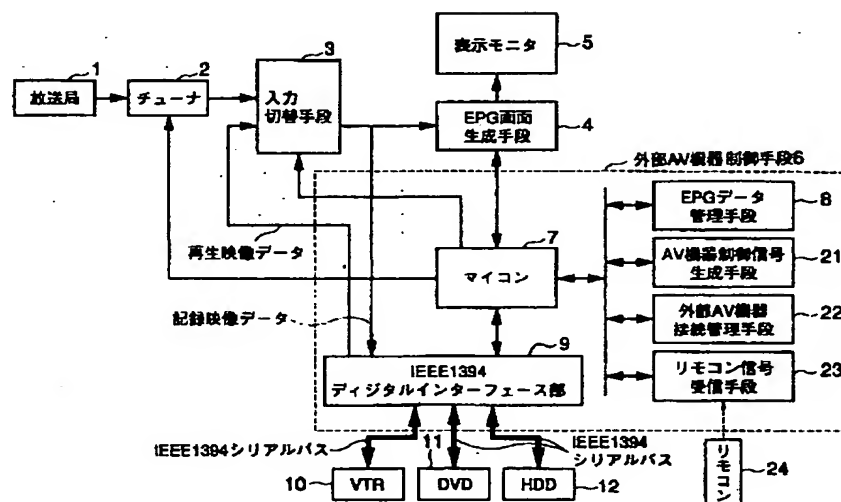 1
放送局
2
チューナ
3
入力
切替手段
表示モニタ
5
EPG画面
生成手段
4
外部AV機器制御手段6
EPGデータ
管理手段
8
再生映像データ
7
マイコン
AV機器制御信号
生成手段
21
記録映像データ
外部AV機器
接続管理手段
22
9
IEEE1394
ディジタルインターフェース部
リモコン信号
受信手段
23
IEEE1394シリアルバス
11
IEEE1394
シリアルバス
リモコン
24
10
VTR
DVD
HDD
12